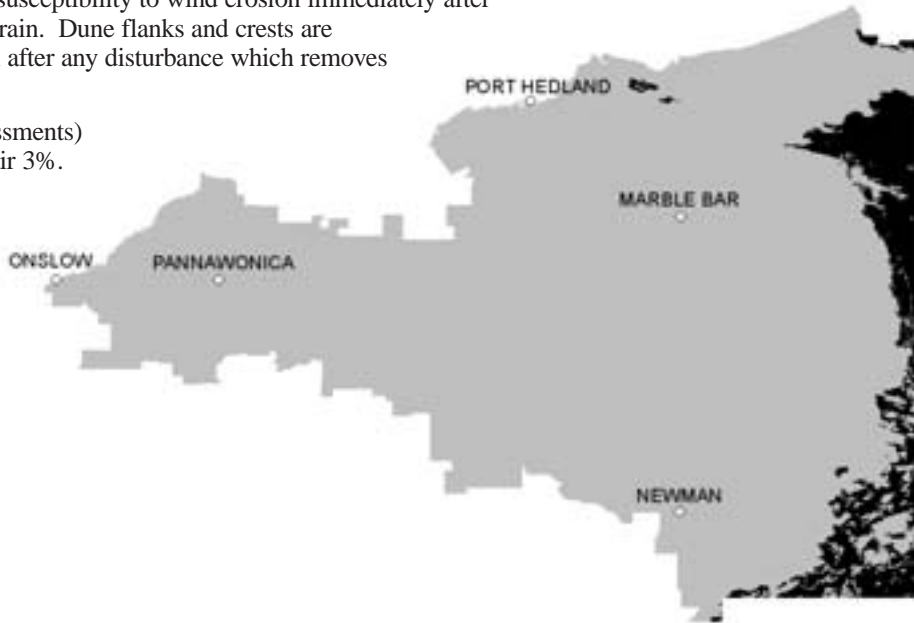 susceptibility to wind erosion immediately after
rain. Dune flanks and crests are
after any disturbance which removes
PORT HEDLAND
ssments)
ir 3%.
MARBLE BAR
ONSLOW
PANNAWONICA
NEWMAN